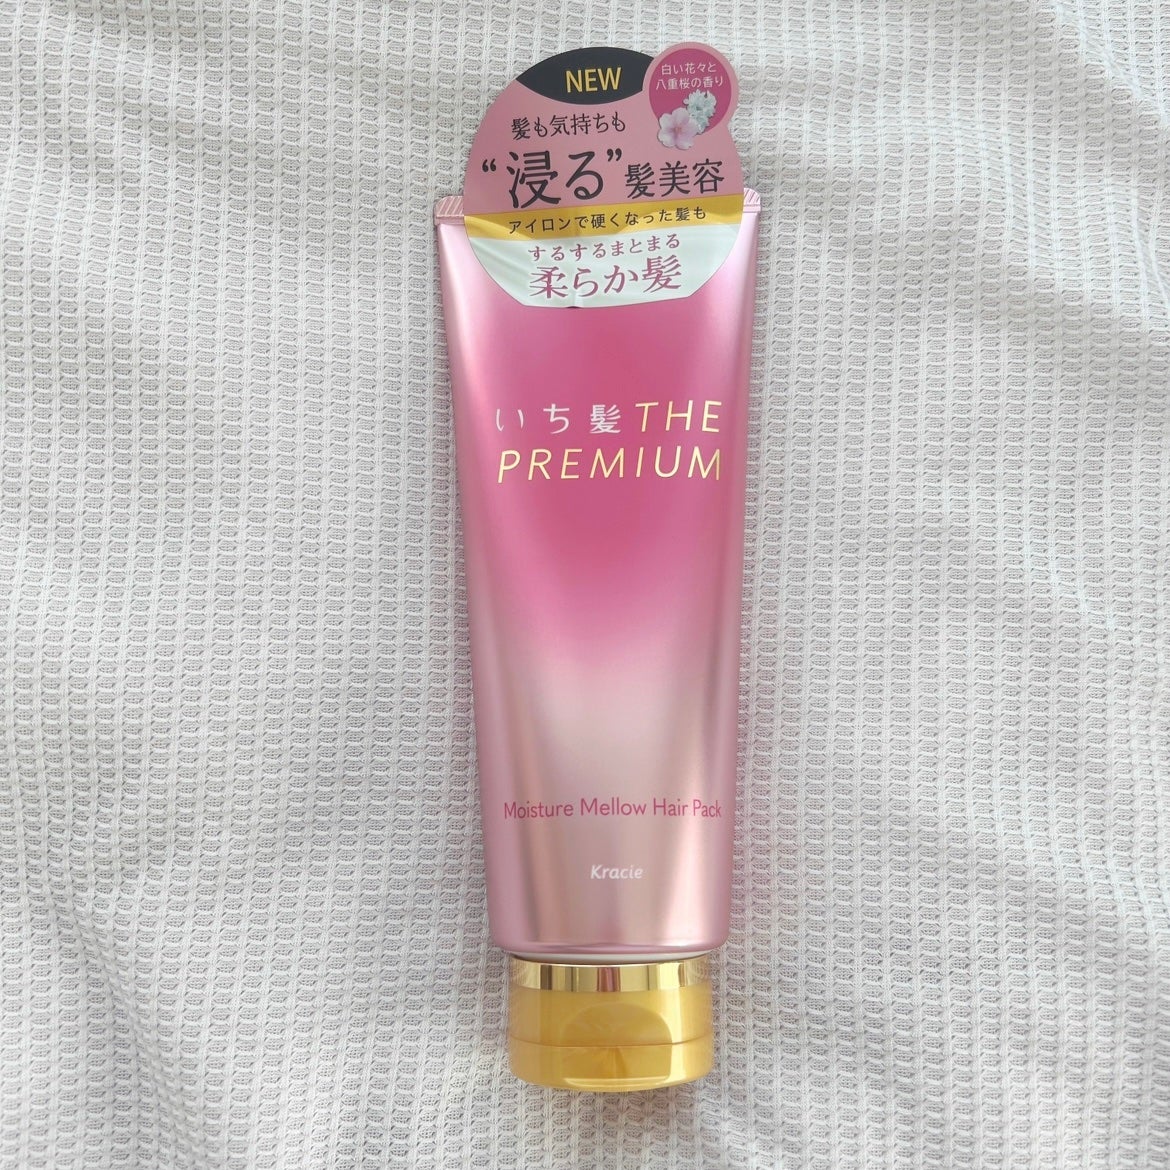 NEW
白い花々と
八重桜の香り
髪も気持ちも
“浸る”髪美容
アイロンで硬くなった髪も
するするまとまる
柔らか髪
いち髪 THE
PREMIUM
Moisture Mellow Hair Pack
Kracie